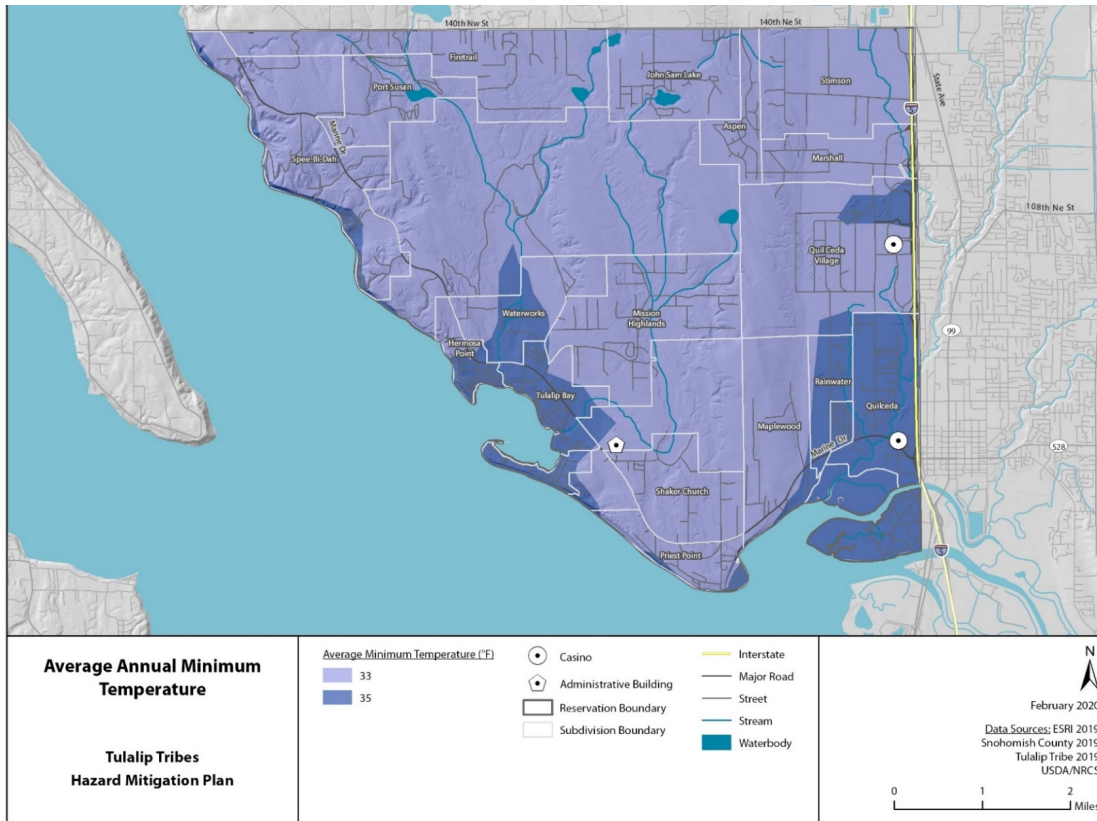 140th Nw St
140th Ne St
Firetrail
John Sam Lake
Stimson
Port Susan
State Ave
5
Aspen
Marine Dr
Spee-Bi-Dah
Marshall
108th Ne St
Quil Ceda
Village
Waterworks
Mission
Highlands
99
Hermosa
Point
Rainwater
Tulalip Bay
Quilceda
Maplewood
Marine Dr
528
Shaker Church
Priest Point
5
Average Annual Minimum
Temperature
Tulalip Tribes
Hazard Mitigation Plan
Average Minimum Temperature (°F)
33
35
Casino
Administrative Building
Reservation Boundary
Subdivision Boundary
Interstate
Major Road
Street
Stream
Waterbody
N
February 2020
Data Sources: ESRI 2019
Snohomish County 2019
Tulalip Tribe 2019
USDA/NRCS
0 1 2
Miles